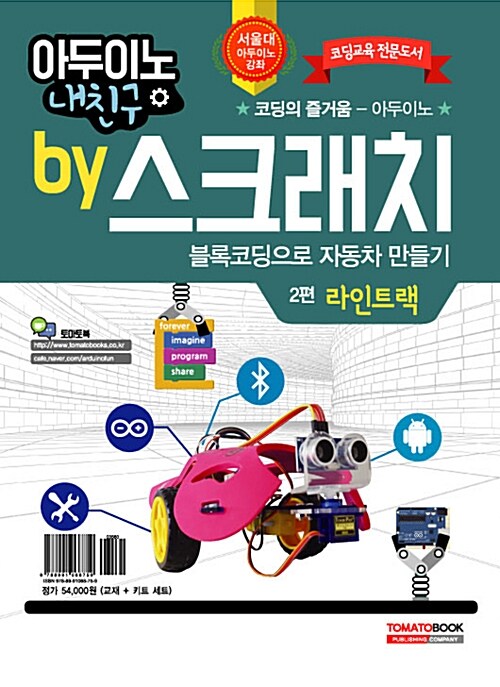 아두이노
내친구
서울대
아두이노
강좌
코딩교육 전문도서
★ 코딩의 즐거움 – 아두이노 ★
by 스크래치
블록코딩으로 자동차 만들기
2편 라인트랙
토마토북
http://www.tomatobooks.co.kr
cafe.naver.com/arduinofun
forever
imagine
program
share
정가 54,000원 (교재 + 키트 세트)
TOMATOBOOK
PUBLISHING COMPANY